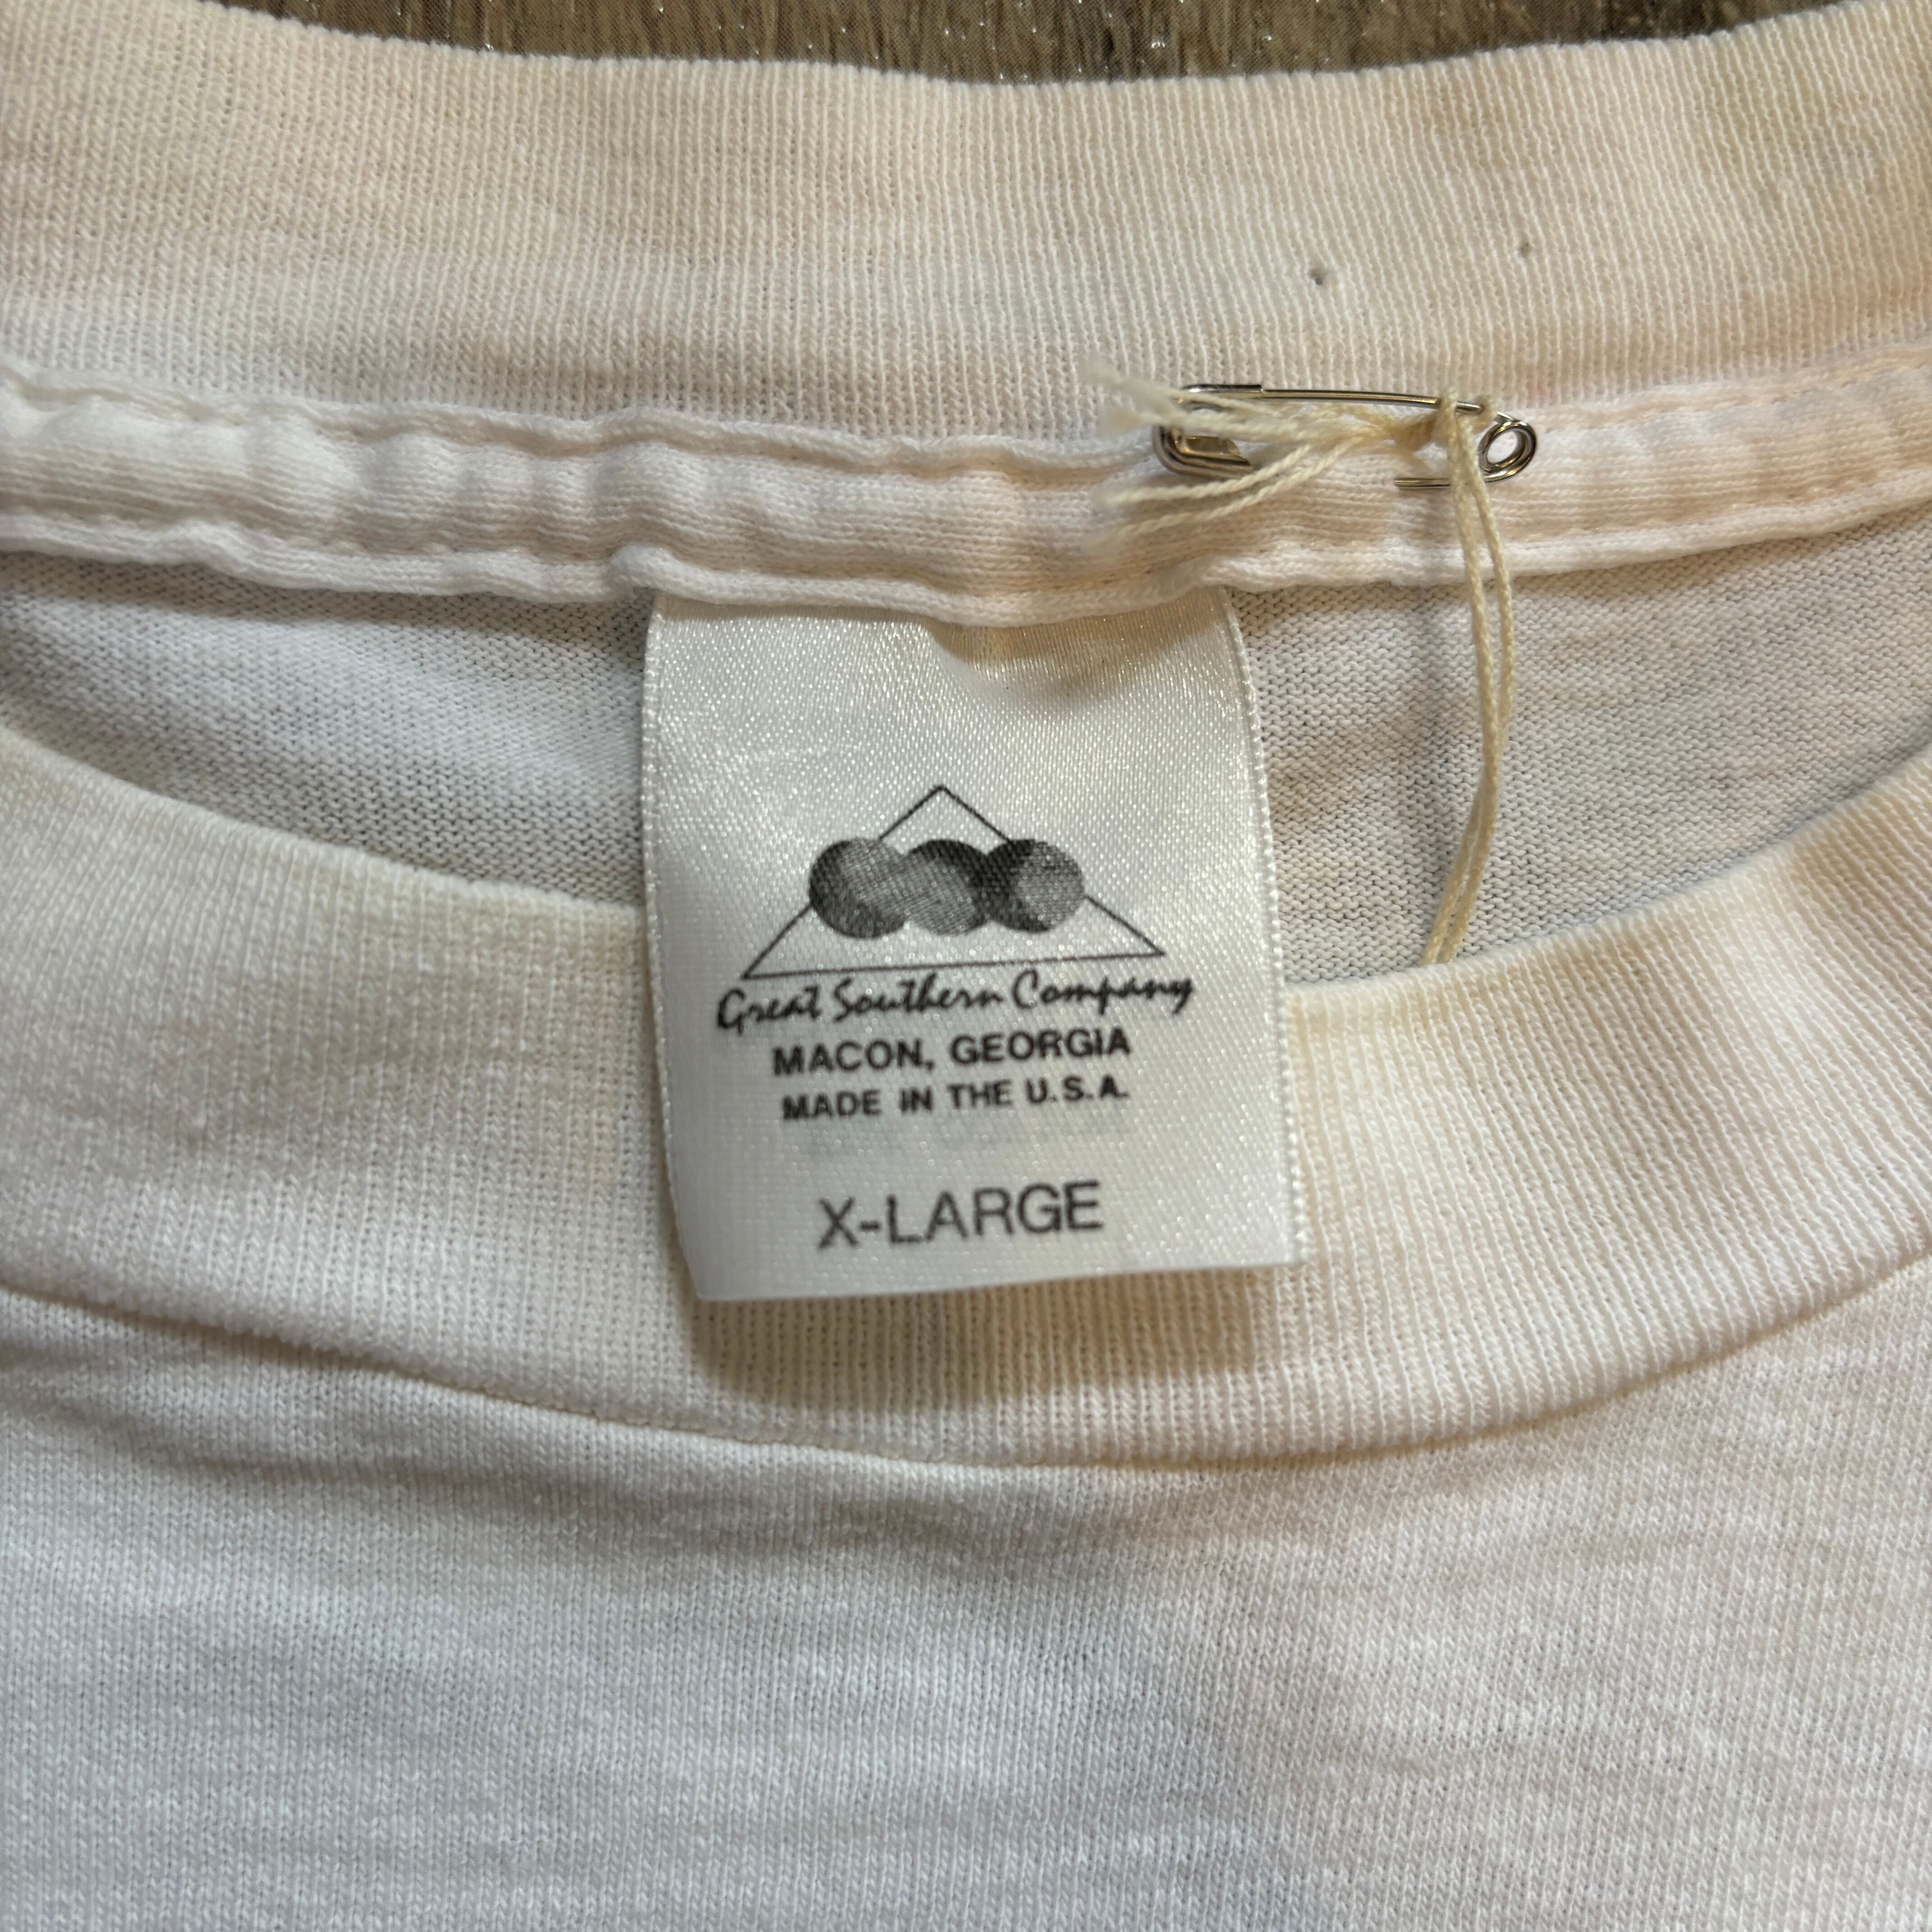 Great Southern Company
MACON, GEORGIA
MADE IN THE U.S.A.
X-LARGE